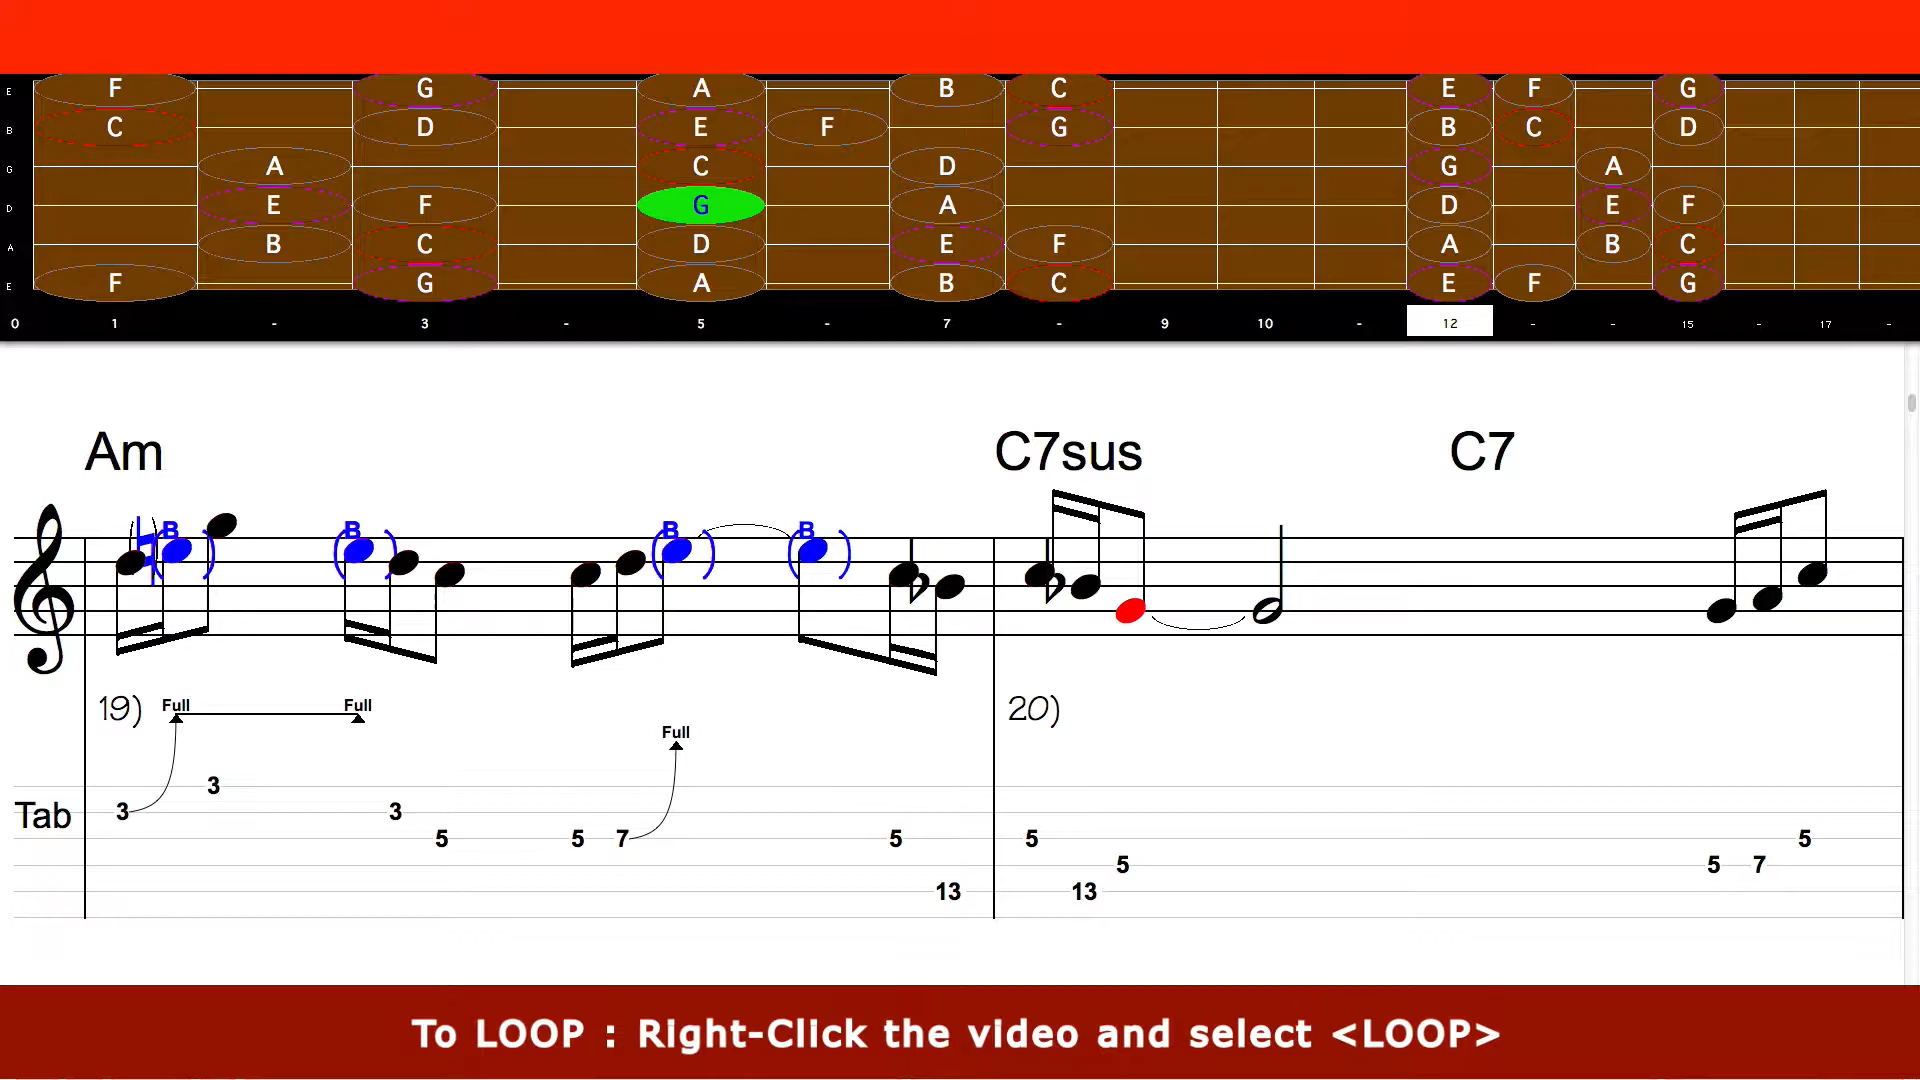 E F G A B C E F G
B C D E F G B C D
G A C D G A
D E F G A D E F
A B C D E F A B C
E F G A B C E F G
0 1 - 3 - 5 - 7 - 9 10 - 12 - - 15 - 17 -
Am C7sus C7
B B B B
19) Full Full 20)
Full
3
Tab 3 3
5 5 7 5 5 5
5 5 7
13 13
To LOOP : Right-Click the video and select <LOOP>